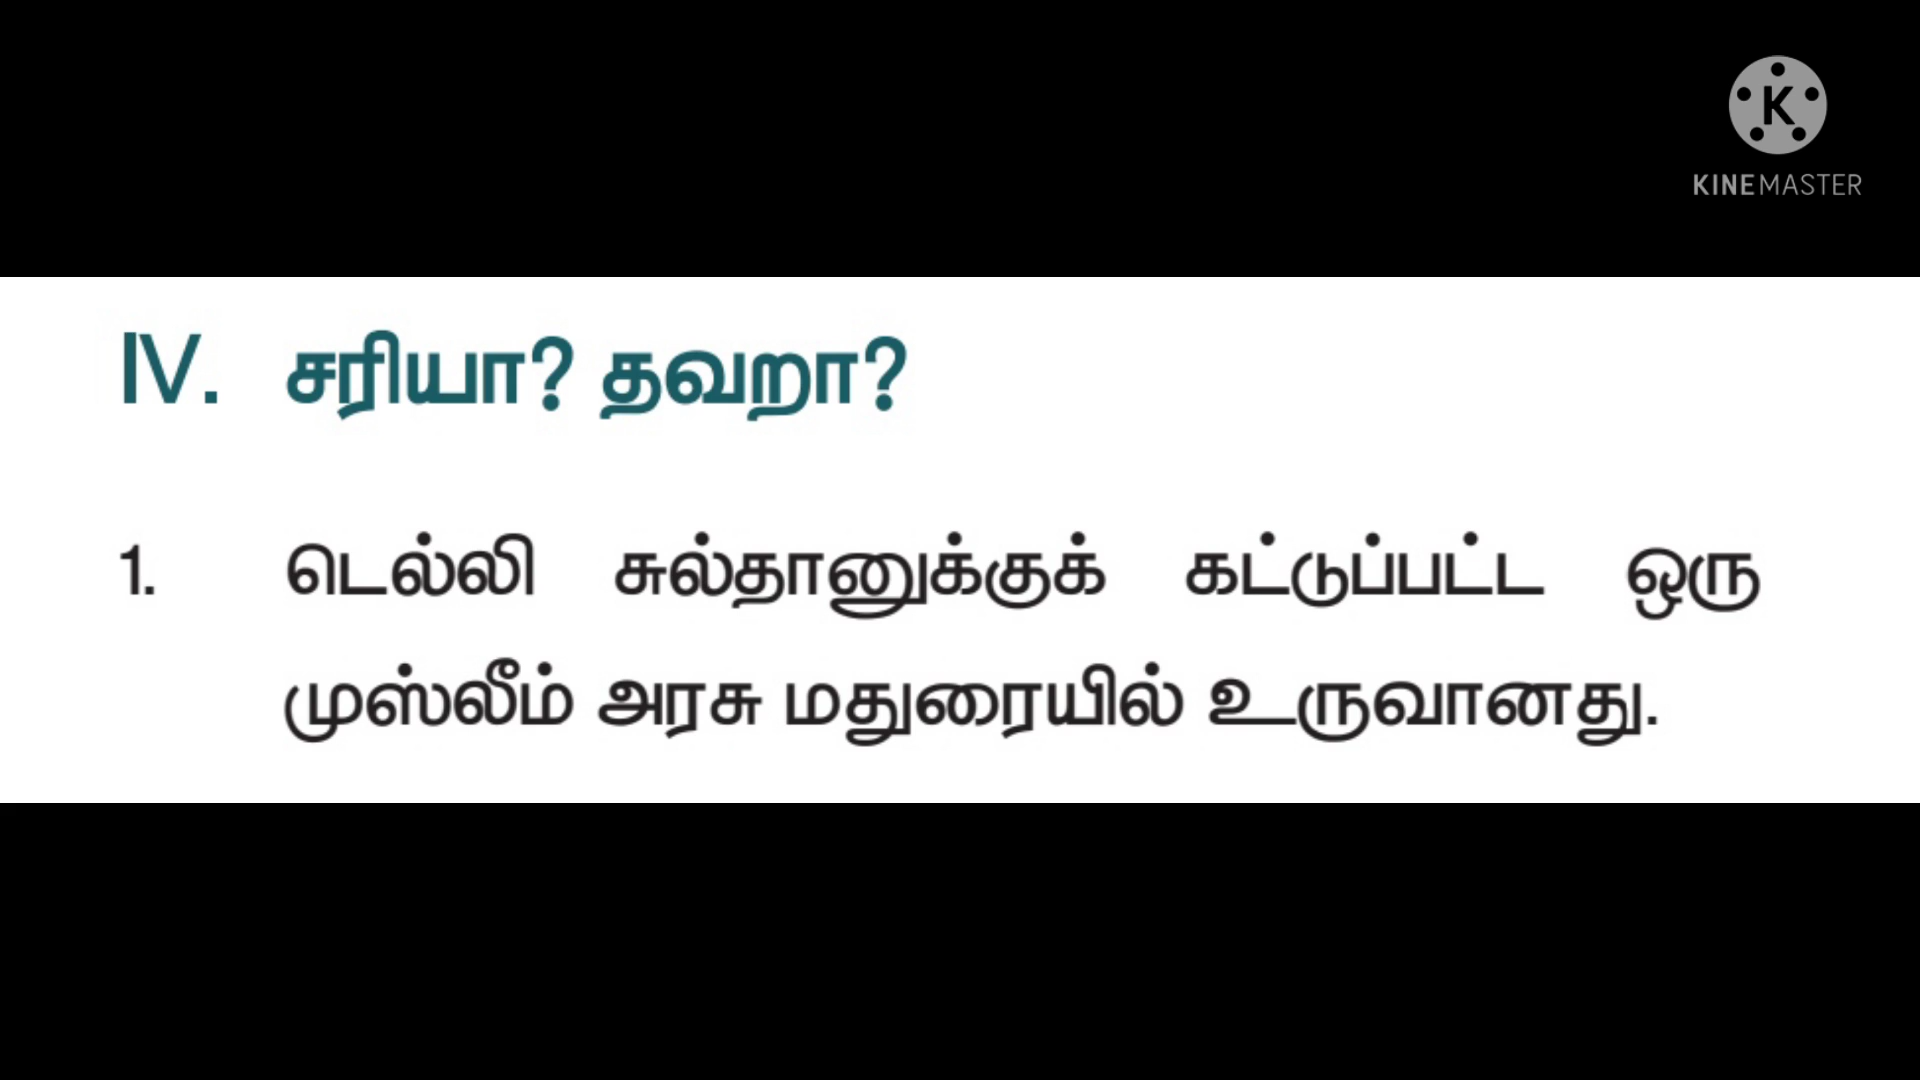 K
KINEMASTER
IV. சரியா? தவறா?
1. டெல்லி சுல்தானுக்குக் கட்டுப்பட்ட ஒரு
முஸ்லீம் அரசு மதுரையில் உருவானது.